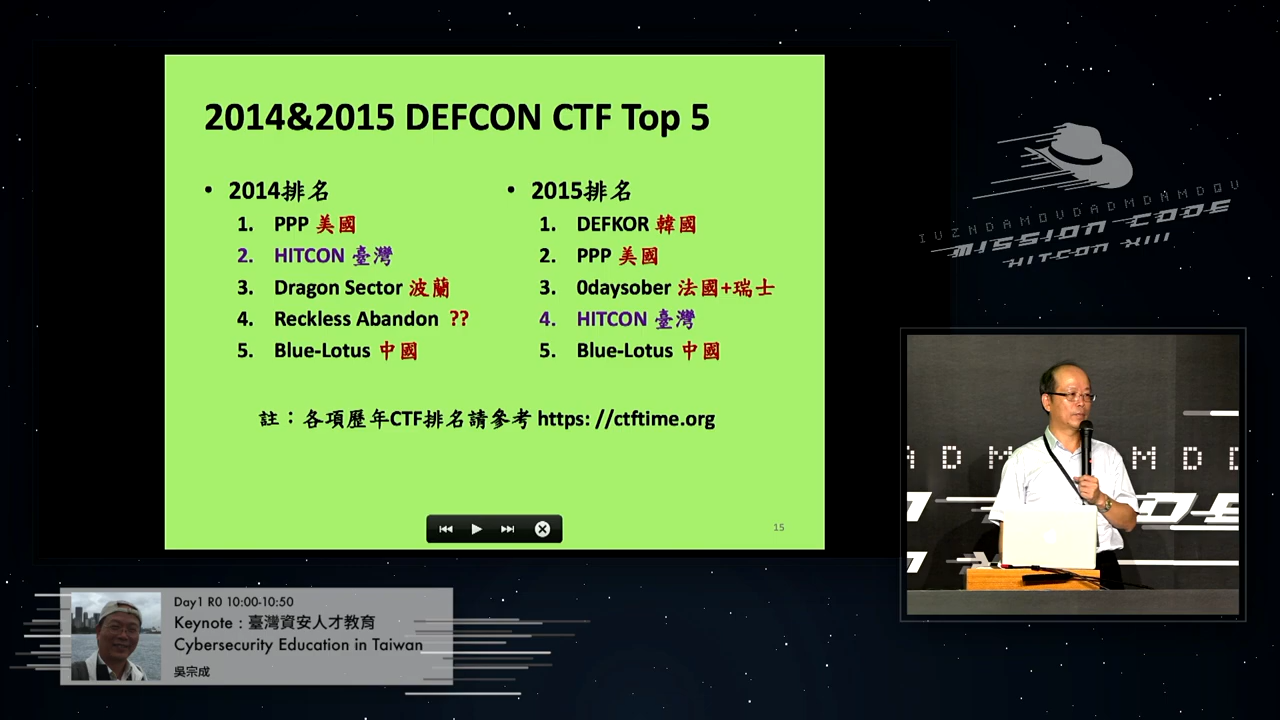 2014&2015 DEFCON CTF Top 5
• 2014排名
1. PPP 美國
2. HITCON 臺灣
3. Dragon Sector 波蘭
4. Reckless Abandon ??
5. Blue-Lotus 中國
• 2015排名
1. DEFKOR 韓國
2. PPP 美國
3. 0daysober 法國+瑞士
4. HITCON 臺灣
5. Blue-Lotus 中國
註：各項歷年CTF排名請參考 https: //ctftime.org
15
IUZNDAMOVDADMDNMDQU
MISSION CODE
HITCON XIII
ADM
MDD
Day1 R0 10:00-10:50
Keynote：臺灣資安人才教育
Cybersecurity Education in Taiwan
吳宗成